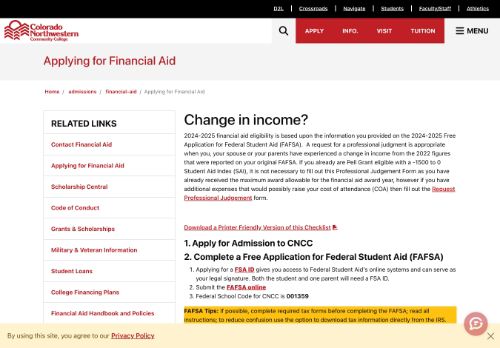 D2L | Crossroads | Navigate | Students | Faculty/Staff | Athletics
Colorado
Northwestern
Community College
APPLY
INFO.
VISIT
TUITION
MENU
Applying for Financial Aid
Home / admissions / financial-aid / Applying for Financial Aid
RELATED LINKS
Contact Financial Aid
Applying for Financial Aid
Scholarship Central
Code of Conduct
Grants & Scholarships
Military & Veteran Information
Student Loans
College Financing Plans
Financial Aid Handbook and Policies
Change in income?
2024-2025 financial aid eligibility is based upon the information you provided on the 2024-2025 Free
Application for Federal Student Aid (FAFSA).  A request for a professional judgment is appropriate
when you, your spouse or your parents have experienced a change in income from the 2022 figures
that were reported on your original FAFSA. If you already are Pell Grant eligible with a -1500 to 0
Student Aid Index (SAI), it is not necessary to fill out this Professional Judgement Form as you have
already received the maximum award allowable for the financial aid award year, however if you have
additional expenses that would possibly raise your cost of attendance (COA) then fill out the Request
Professional Judgement form.
Download a Printer Friendly Version of this Checklist
1. Apply for Admission to CNCC
2. Complete a Free Application for Federal Student Aid (FAFSA)
1. Applying for a FSA ID gives you access to Federal Student Aid's online systems and can serve as
your legal signature. Both the student and one parent will need a FSA ID.
2. Submit the FAFSA online
3. Federal School Code for CNCC is 001359
FAFSA Tips: if possible, complete required tax forms before completing the FAFSA; read all
instructions; to reduce confusion use the option to download tax information directly from the IRS.
By using this site, you agree to our Privacy Policy